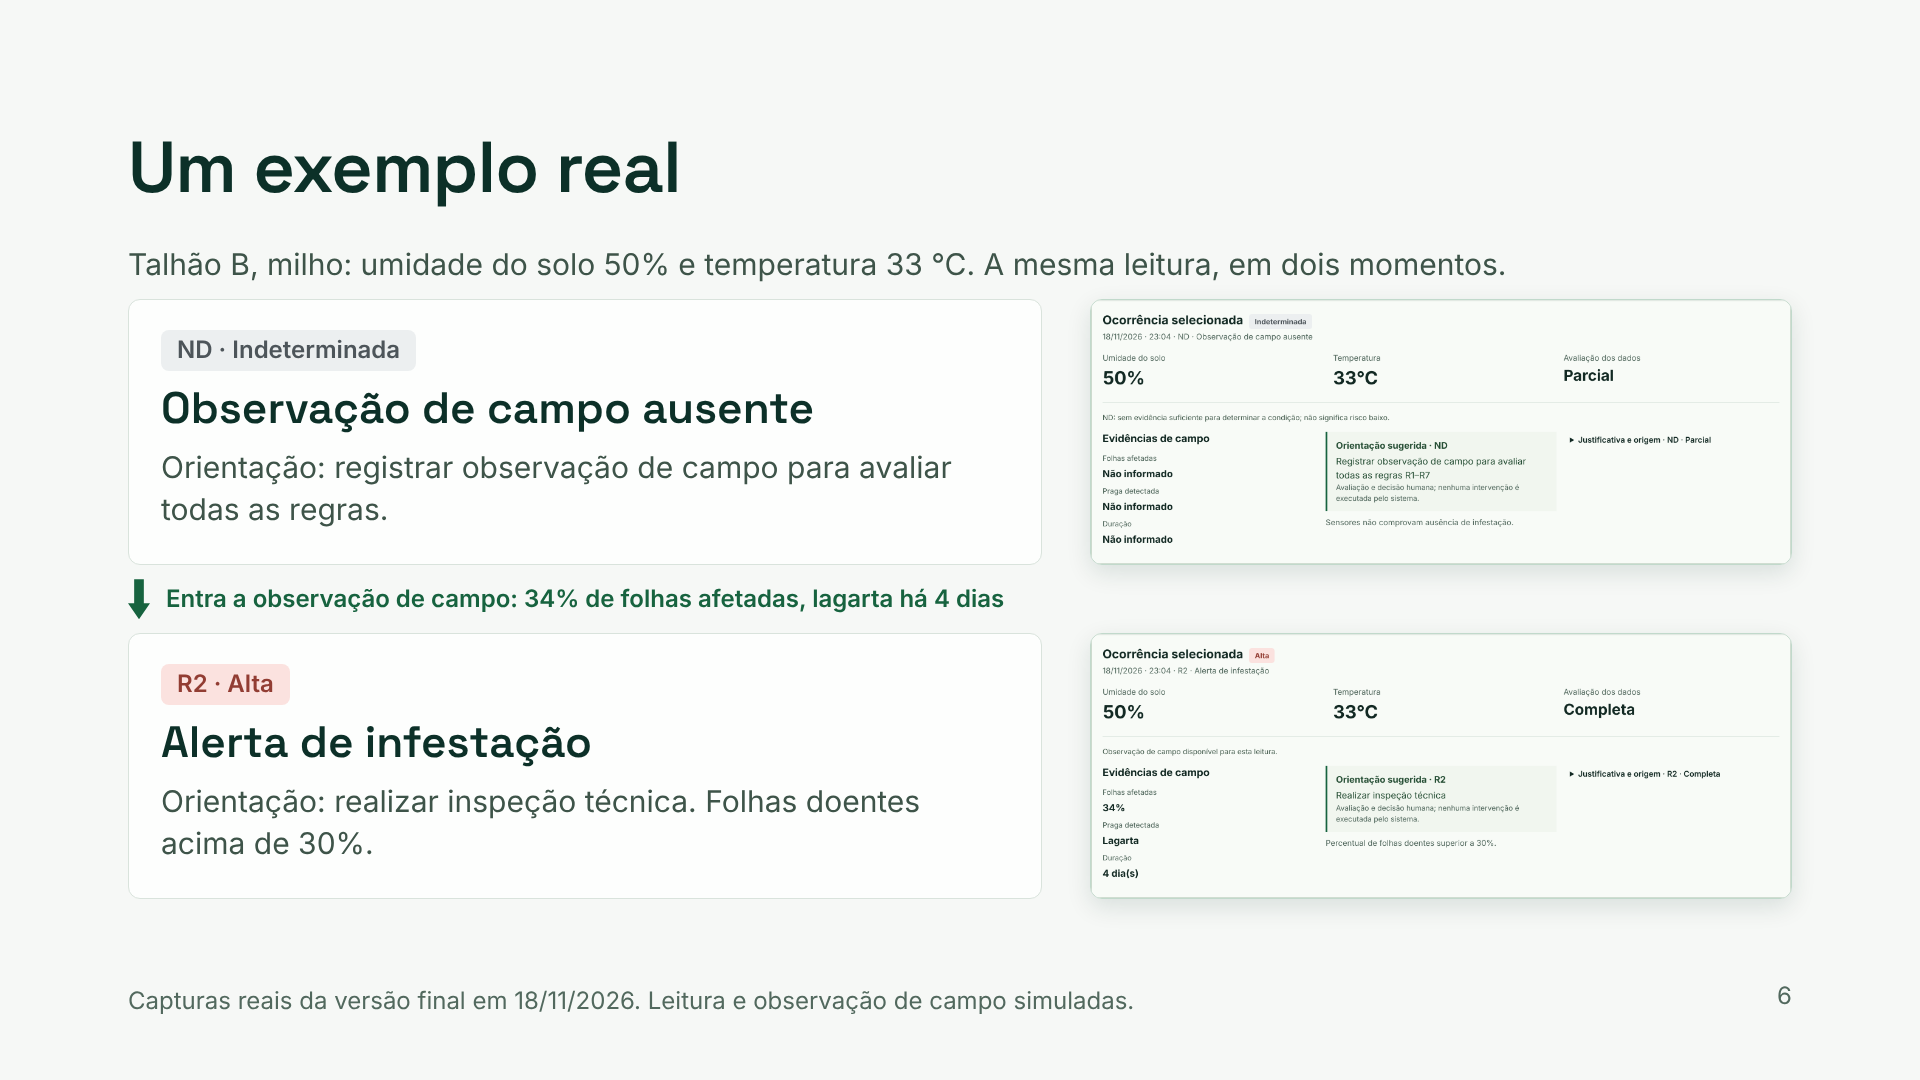 Um exemplo real
Talhão B, milho: umidade do solo 50% e temperatura 33 °C. A mesma leitura, em dois momentos.
ND · Indeterminada
Observação de campo ausente
Orientação: registrar observação de campo para avaliar
todas as regras.
Ocorrência selecionada Indeterminada
18/11/2026 · 23:04 · ND · Observação de campo ausente
Umidade do solo Temperatura Avaliação dos dados
50% 33°C Parcial
ND: sem evidência suficiente para determinar a condição; não significa risco baixo.
Evidências de campo
Folhas afetadas
Não informado
Praga detectada
Não informado
Duração
Não informado
Orientação sugerida · ND
Registrar observação de campo para avaliar
todas as regras R1–R7
Avaliação e decisão humana; nenhuma intervenção é
executada pelo sistema.
Sensores não comprovam ausência de infestação.
▸ Justificativa e origem · ND · Parcial
Entra a observação de campo: 34% de folhas afetadas, lagarta há 4 dias
R2 · Alta
Alerta de infestação
Orientação: realizar inspeção técnica. Folhas doentes
acima de 30%.
Ocorrência selecionada Alta
18/11/2026 · 23:04 · R2 · Alerta de infestação
Umidade do solo Temperatura Avaliação dos dados
50% 33°C Completa
Observação de campo disponível para esta leitura.
Evidências de campo
Folhas afetadas
34%
Praga detectada
Lagarta
Duração
4 dia(s)
Orientação sugerida · R2
Realizar inspeção técnica
Avaliação e decisão humana; nenhuma intervenção é
executada pelo sistema.
Percentual de folhas doentes superior a 30%.
▸ Justificativa e origem · R2 · Completa
Capturas reais da versão final em 18/11/2026. Leitura e observação de campo simuladas.
6